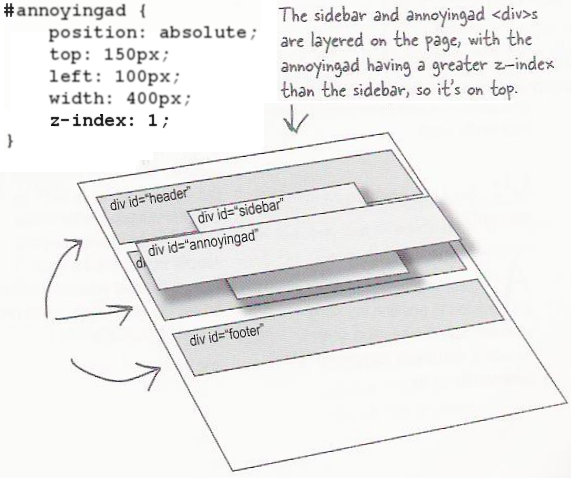 #annoyingad {
position: absolute;
top: 150px;
left: 100px;
width: 400px;
z-index: 1;
}
The sidebar and annoyingad <div>s
are layered on the page, with the
annoyingad having a greater z-index
than the sidebar, so it's on top.
div id="header"
div id="sidebar"
div id="annoyingad"
di
div id="footer"